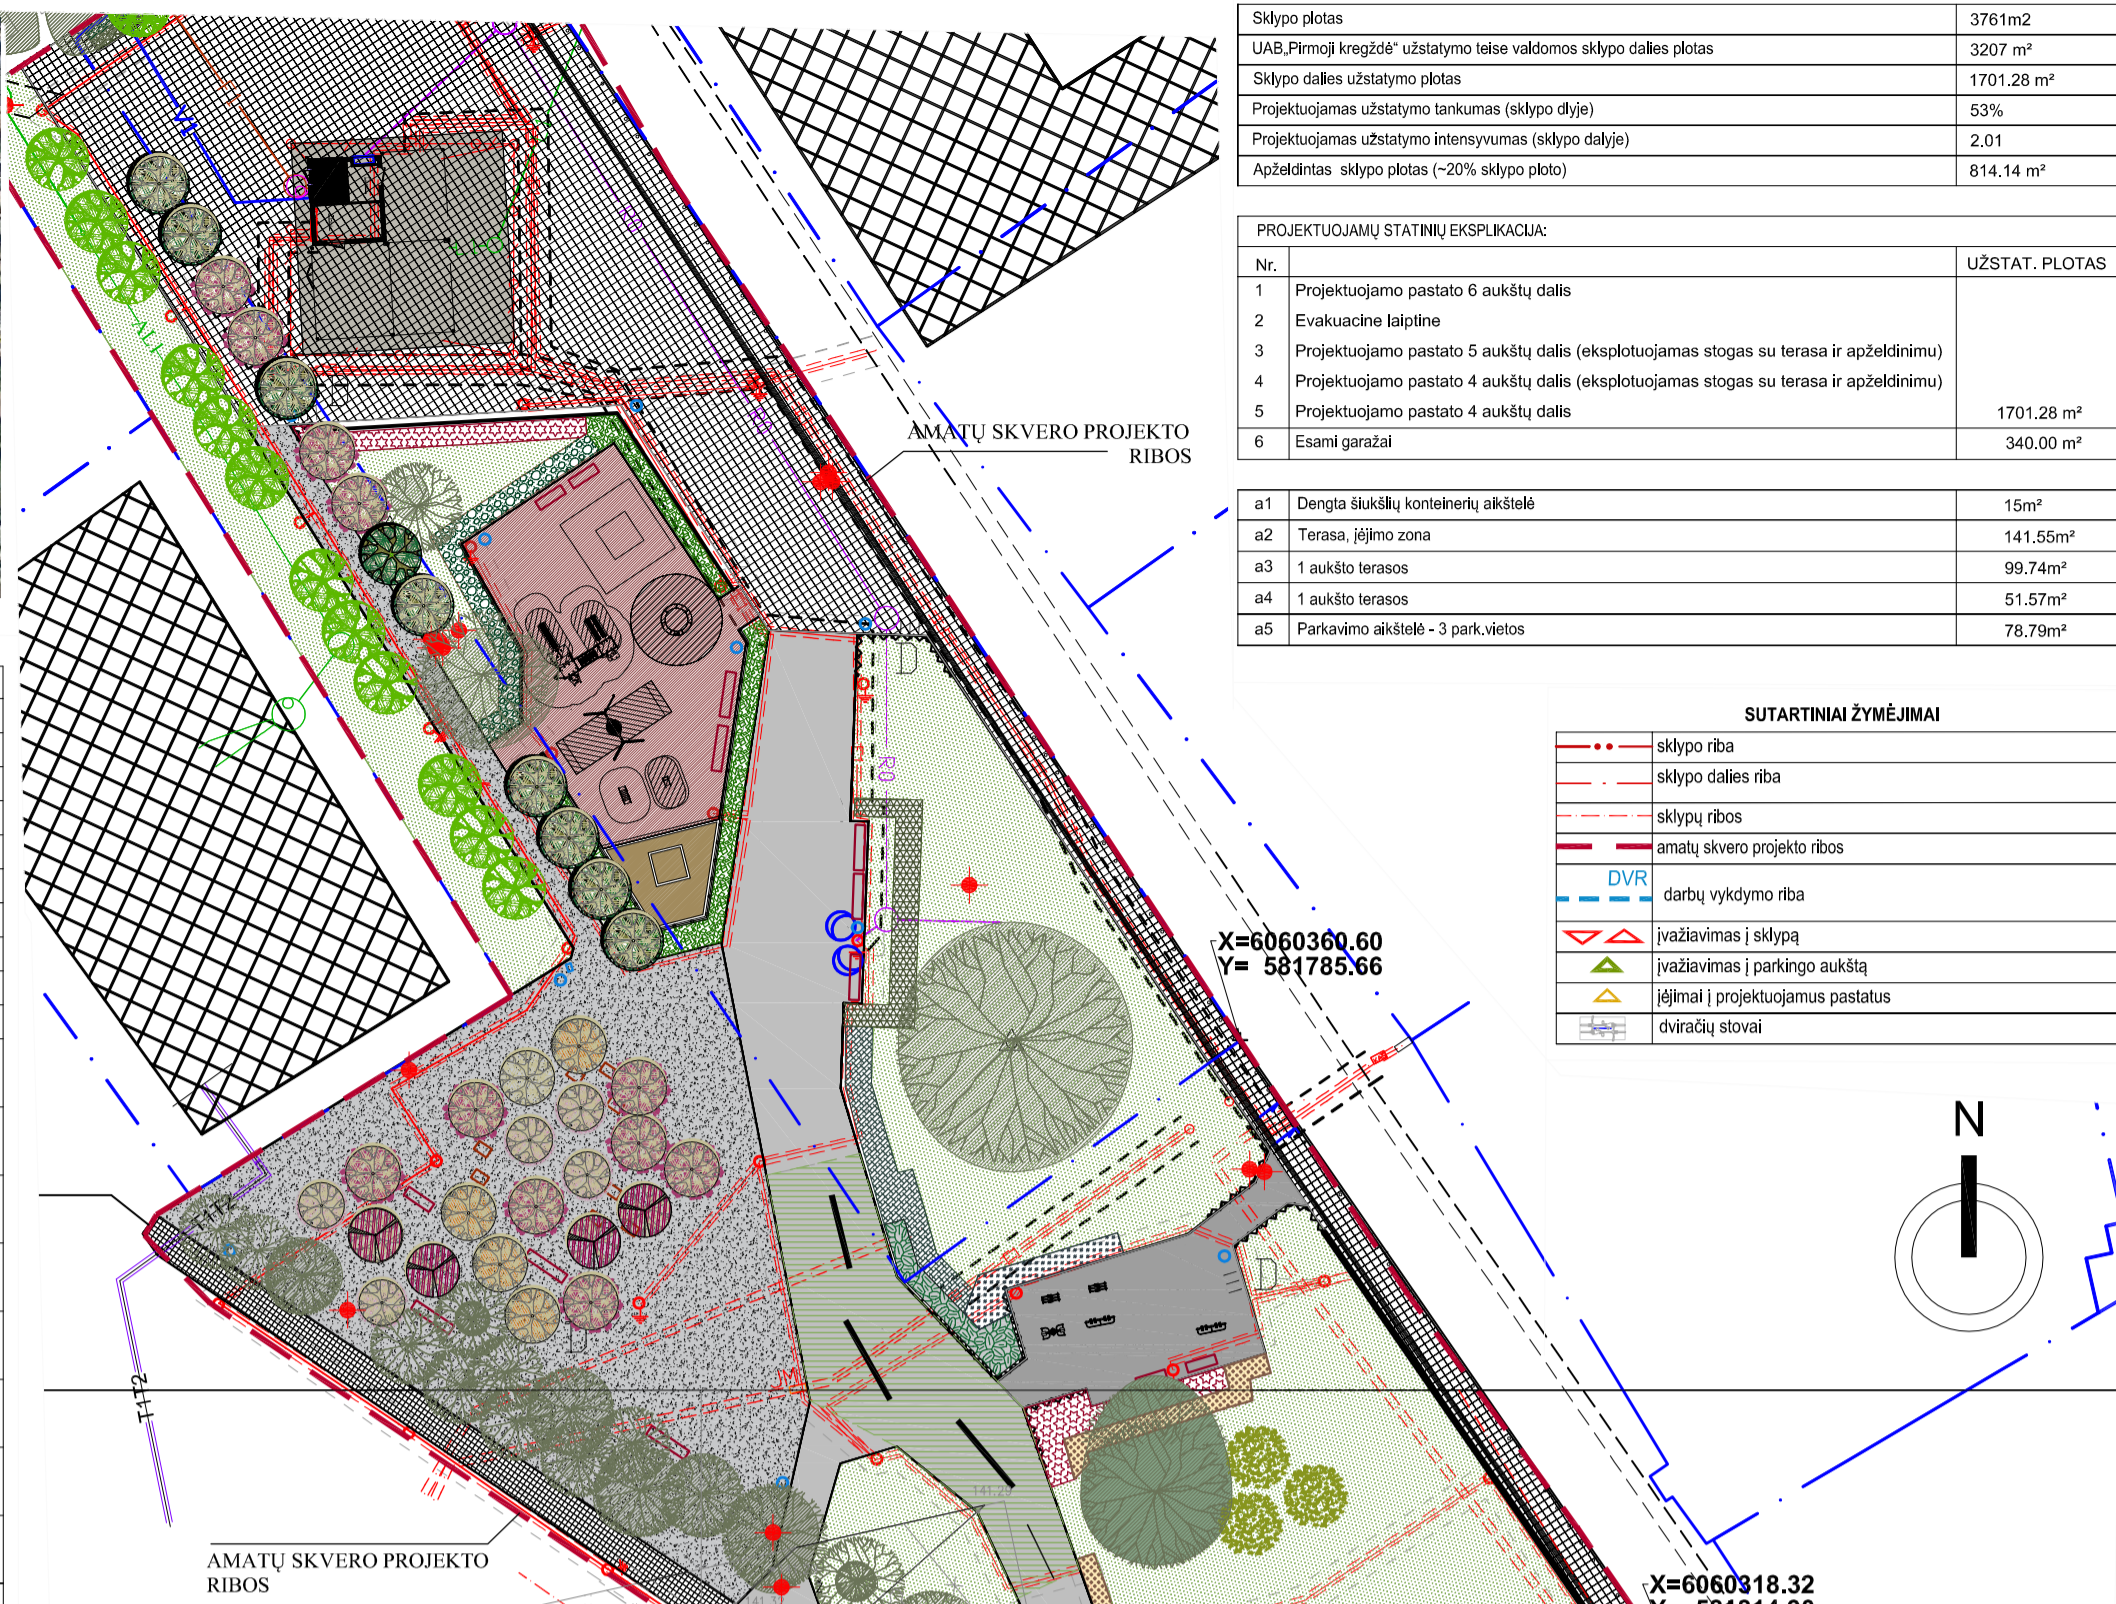 Sklypo plotas 3761m2
UAB„Pirmoji kregždė“ užstatymo teise valdomos sklypo dalies plotas 3207 m²
Sklypo dalies užstatymo plotas 1701.28 m²
Projektuojamas užstatymo tankumas (sklypo dlyje) 53%
Projektuojamas užstatymo intensyvumas (sklypo dalyje) 2.01
Apželdintas sklypo plotas (~20% sklypo ploto) 814.14 m²
PROJEKTUOJAMŲ STATINIŲ EKSPLIKACIJA:
Nr. UŽSTAT. PLOTAS
1 Projektuojamo pastato 6 aukštų dalis
2 Evakuacine laiptine
3 Projektuojamo pastato 5 aukštų dalis (eksplotuojamas stogas su terasa ir apželdinimu)
4 Projektuojamo pastato 4 aukštų dalis (eksplotuojamas stogas su terasa ir apželdinimu)
5 Projektuojamo pastato 4 aukštų dalis 1701.28 m²
6 Esami garažai 340.00 m²
a1 Dengta šiukšlių konteinerių aikštelė 15m²
a2 Terasa, įėjimo zona 141.55m²
a3 1 aukšto terasos 99.74m²
a4 1 aukšto terasos 51.57m²
a5 Parkavimo aikštelė - 3 park.vietos 78.79m²
SUTARTINIAI ŽYMĖJIMAI
sklypo riba
sklypo dalies riba
sklypų ribos
amatų skvero projekto ribos
DVR darbų vykdymo riba
įvažiavimas į sklypą
įvažiavimas į parkingo aukštą
įėjimai į projektuojamus pastatus
dviračių stovai
N
AMATŲ SKVERO PROJEKTO
RIBOS
D
X=6060360.60
Y= 581785.66
D
D
T1T2
T1T2
AMATŲ SKVERO PROJEKTO
RIBOS
X=6060318.32